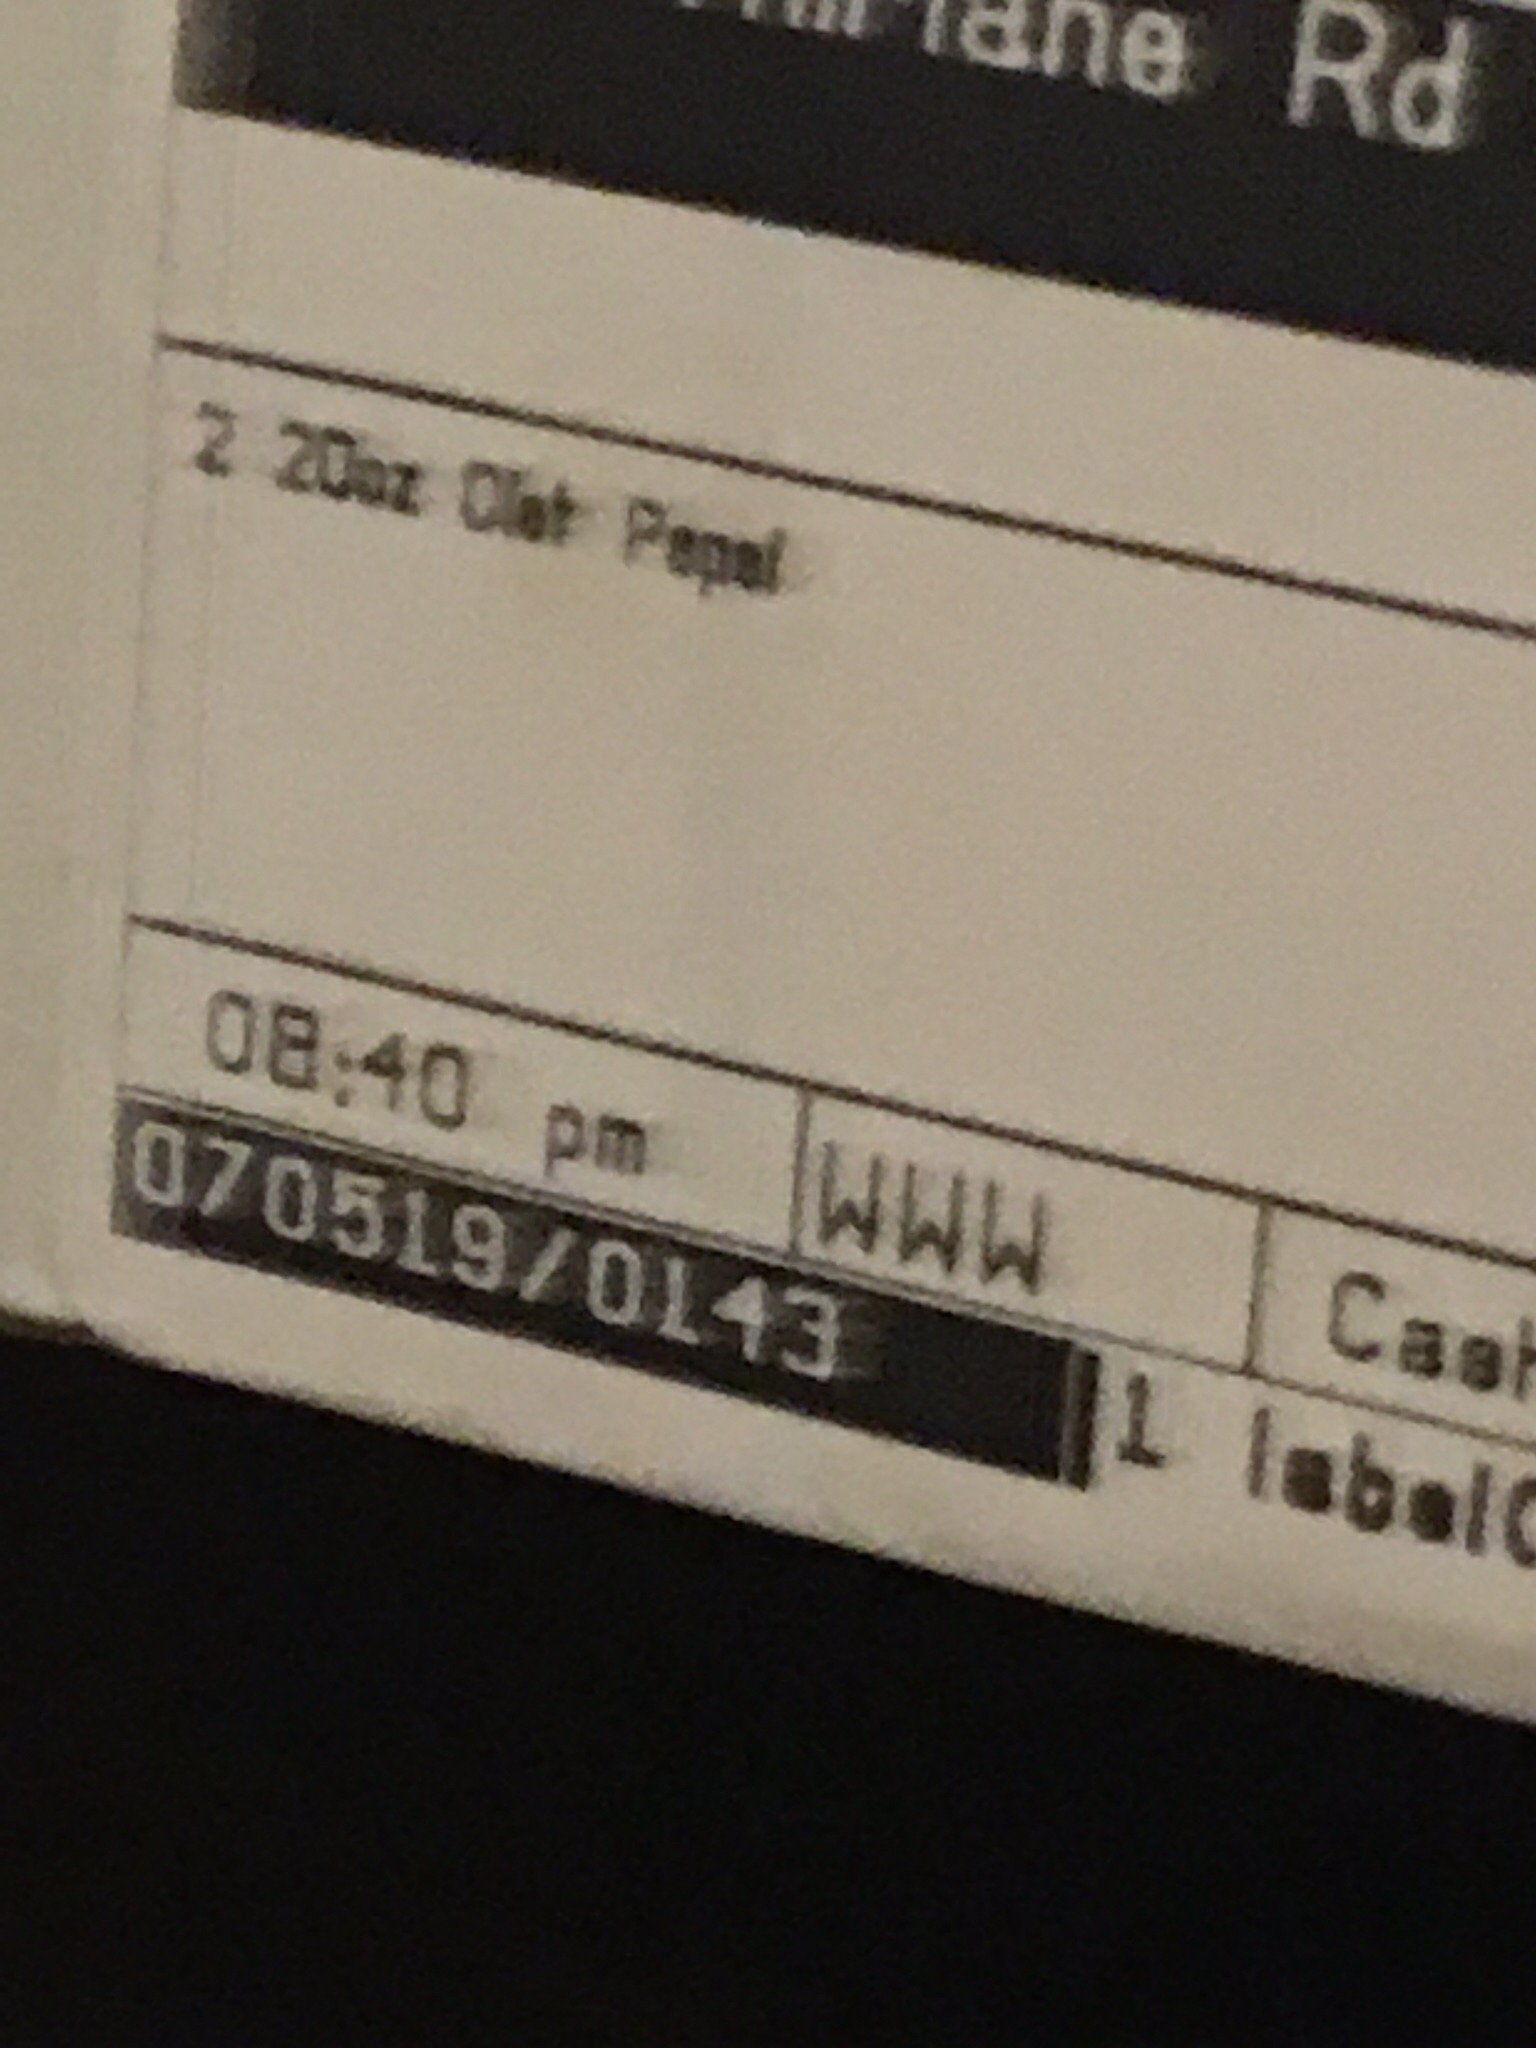 Rd
2 20oz Diet Pepsi
08:40 pm WWW Cash
070519/0143 1 label